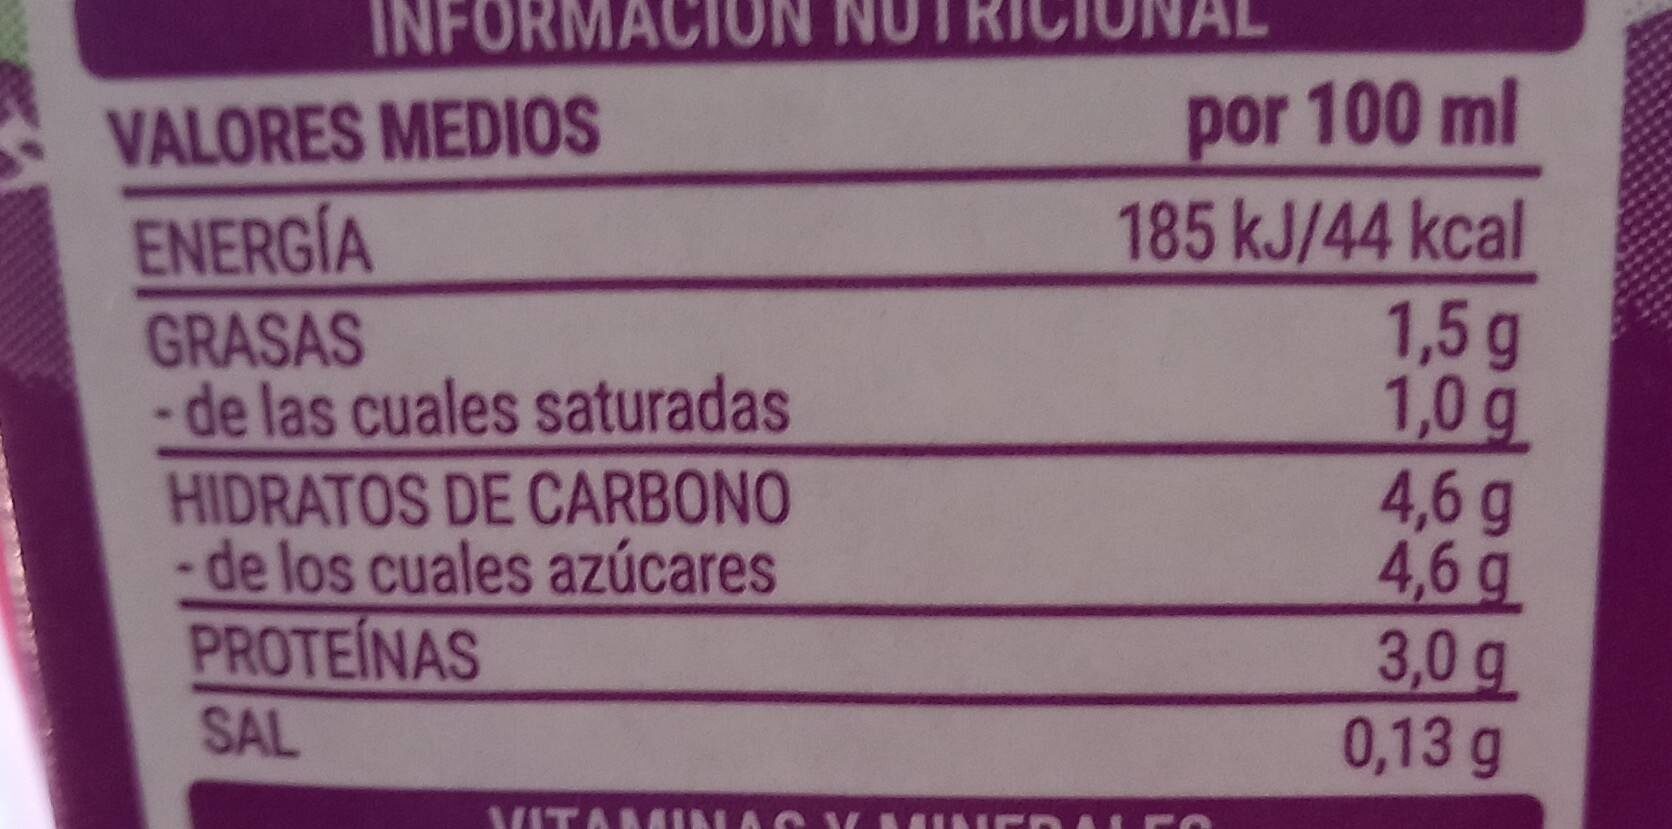 INFORMACIÓN NUTRICIONAL
VALORES MEDIOS por 100 ml
ENERGÍA 185 kJ/44 kcal
GRASAS 1,5 g
- de las cuales saturadas 1,0 g
HIDRATOS DE CARBONO 4,6 g
- de los cuales azúcares 4,6 g
PROTEÍNAS 3,0 g
SAL 0,13 g
VITAMINAS Y MINERALES